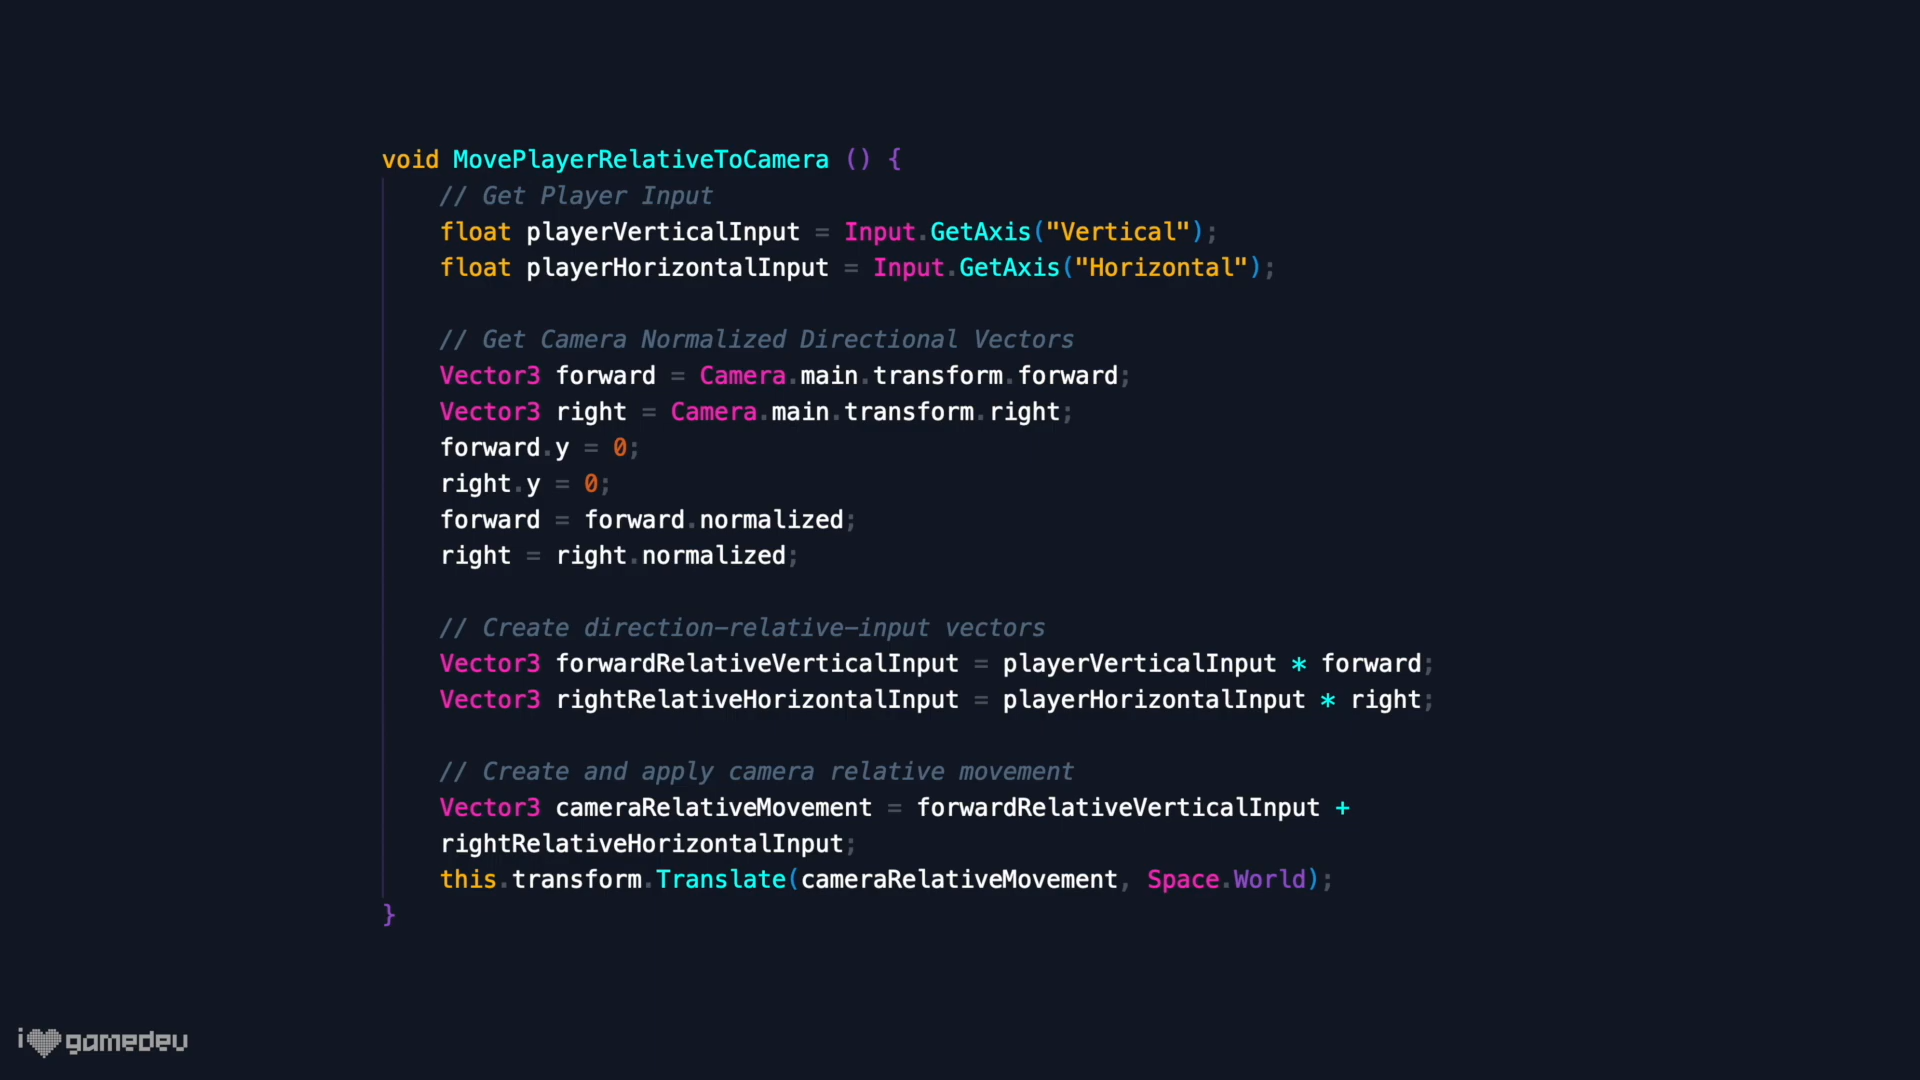 void MovePlayerRelativeToCamera () {
// Get Player Input
float playerVerticalInput = Input.GetAxis("Vertical");
float playerHorizontalInput = Input.GetAxis("Horizontal");
// Get Camera Normalized Directional Vectors
Vector3 forward = Camera.main.transform.forward;
Vector3 right = Camera.main.transform.right;
forward.y = 0;
right.y = 0;
forward = forward.normalized;
right = right.normalized;
// Create direction-relative-input vectors
Vector3 forwardRelativeVerticalInput = playerVerticalInput * forward;
Vector3 rightRelativeHorizontalInput = playerHorizontalInput * right;
// Create and apply camera relative movement
Vector3 cameraRelativeMovement = forwardRelativeVerticalInput +
rightRelativeHorizontalInput;
this.transform.Translate(cameraRelativeMovement, Space.World);
}
i gamedev